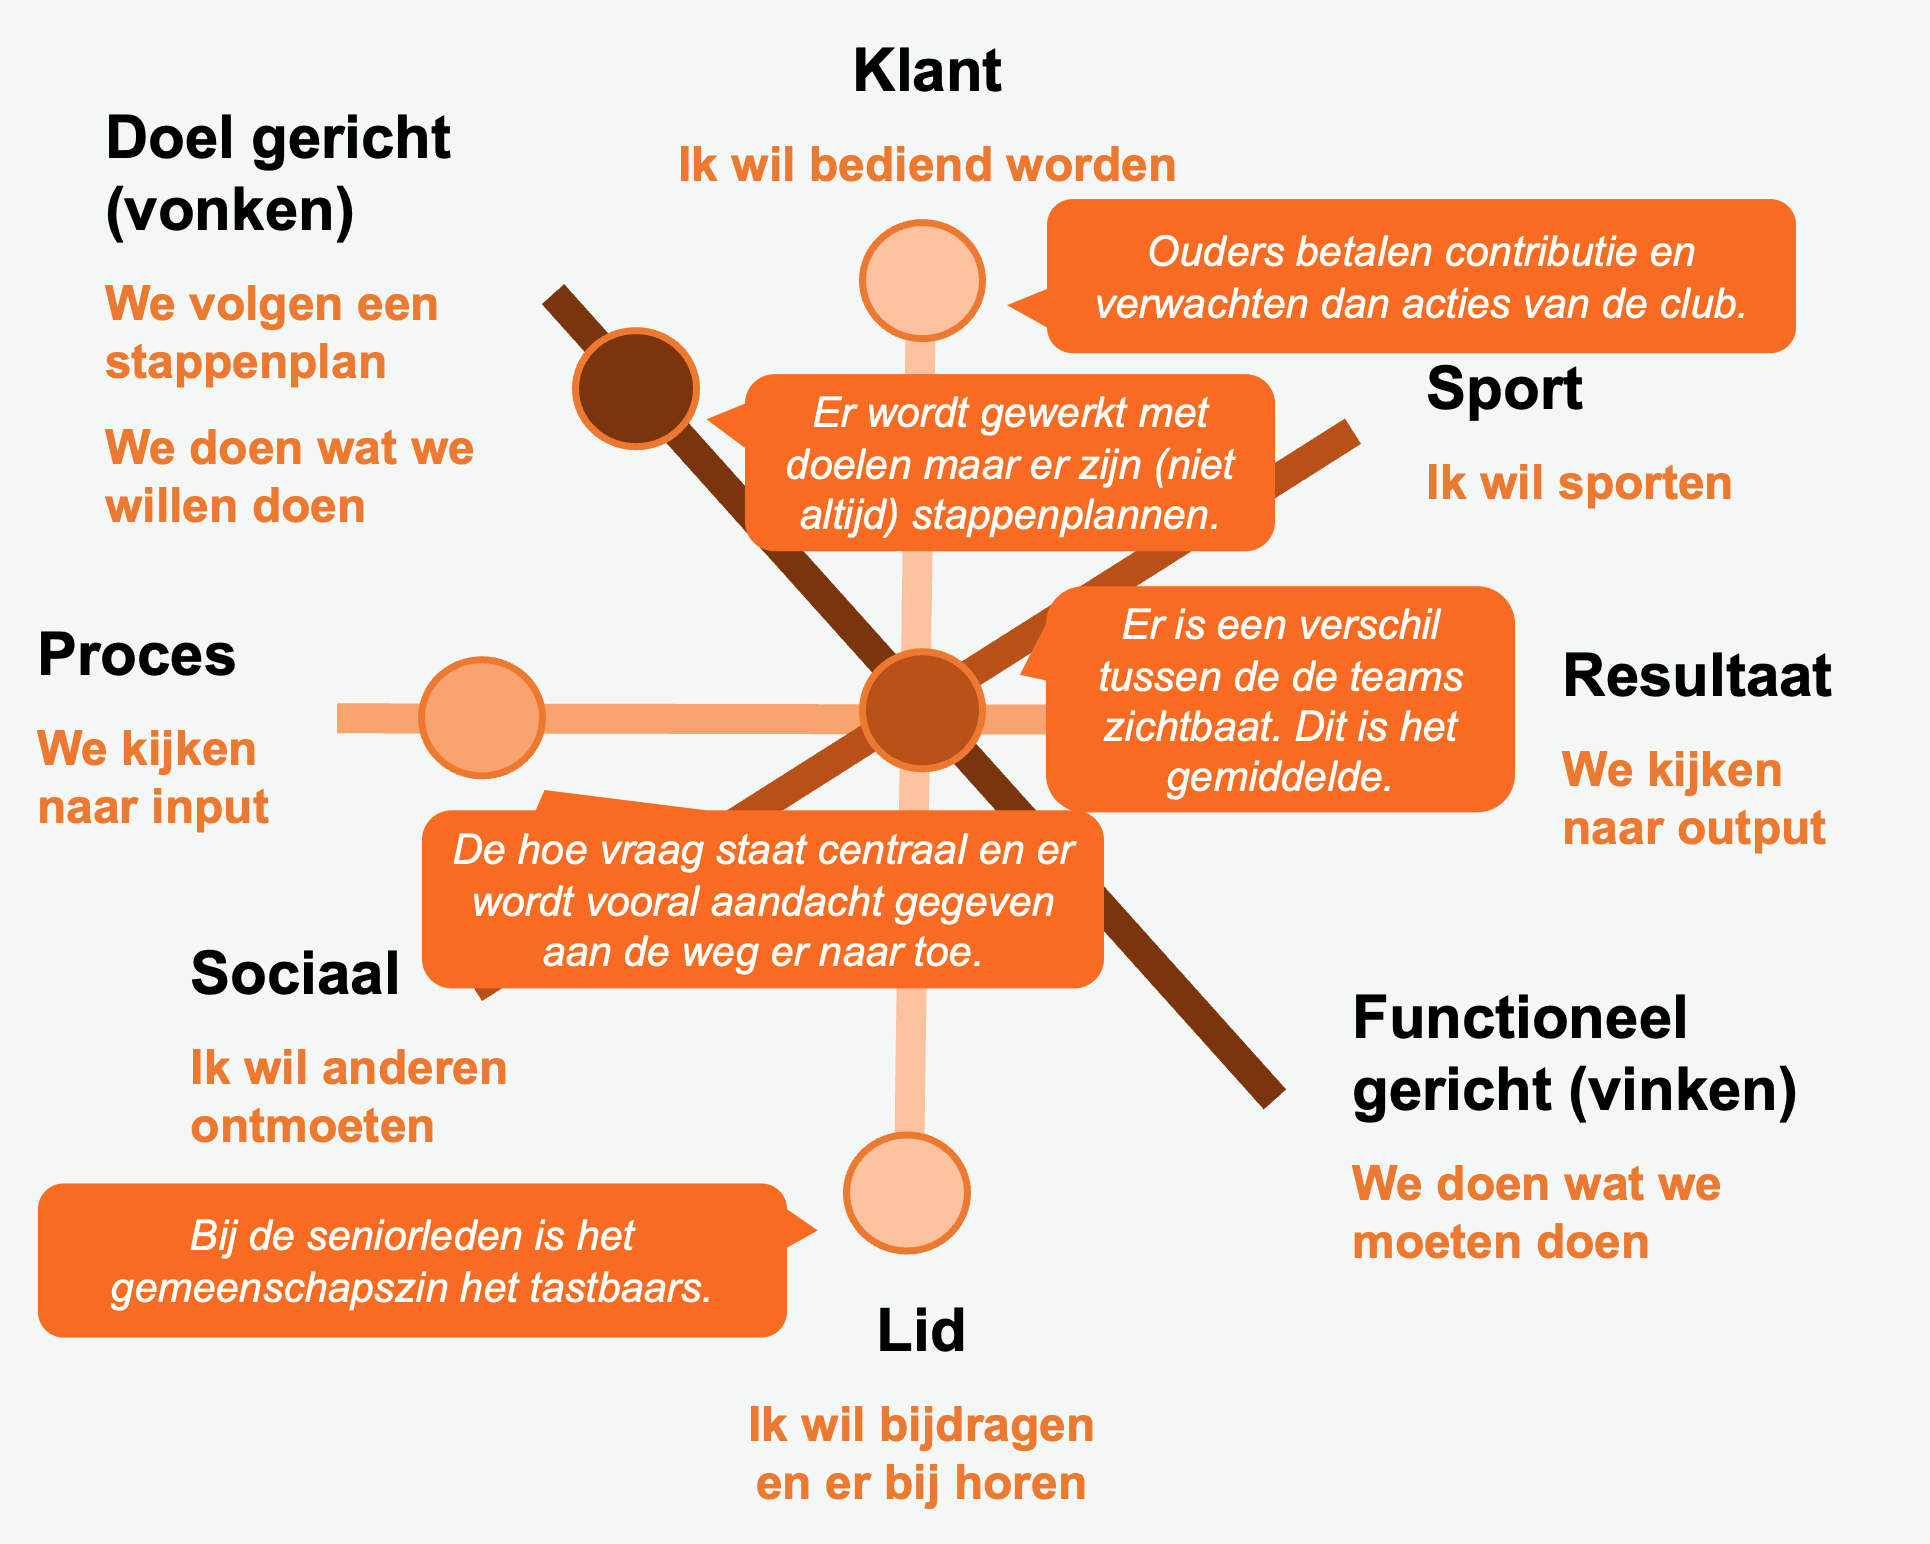 Klant
Ik wil bediend worden
Doel gericht
(vonken)
We volgen een
stappenplan
We doen wat we
willen doen
Ouders betalen contributie en
verwachten dan acties van de club.
Er wordt gewerkt met
doelen maar er zijn (niet
altijd) stappenplannen.
Sport
Ik wil sporten
Proces
We kijken
naar input
Er is een verschil
tussen de de teams
zichtbaat. Dit is het
gemiddelde.
Resultaat
We kijken
naar output
De hoe vraag staat centraal en er
wordt vooral aandacht gegeven
aan de weg er naar toe.
Sociaal
Ik wil anderen
ontmoeten
Functioneel
gericht (vinken)
We doen wat we
moeten doen
Bij de seniorleden is het
gemeenschapszin het tastbaars.
Lid
Ik wil bijdragen
en er bij horen